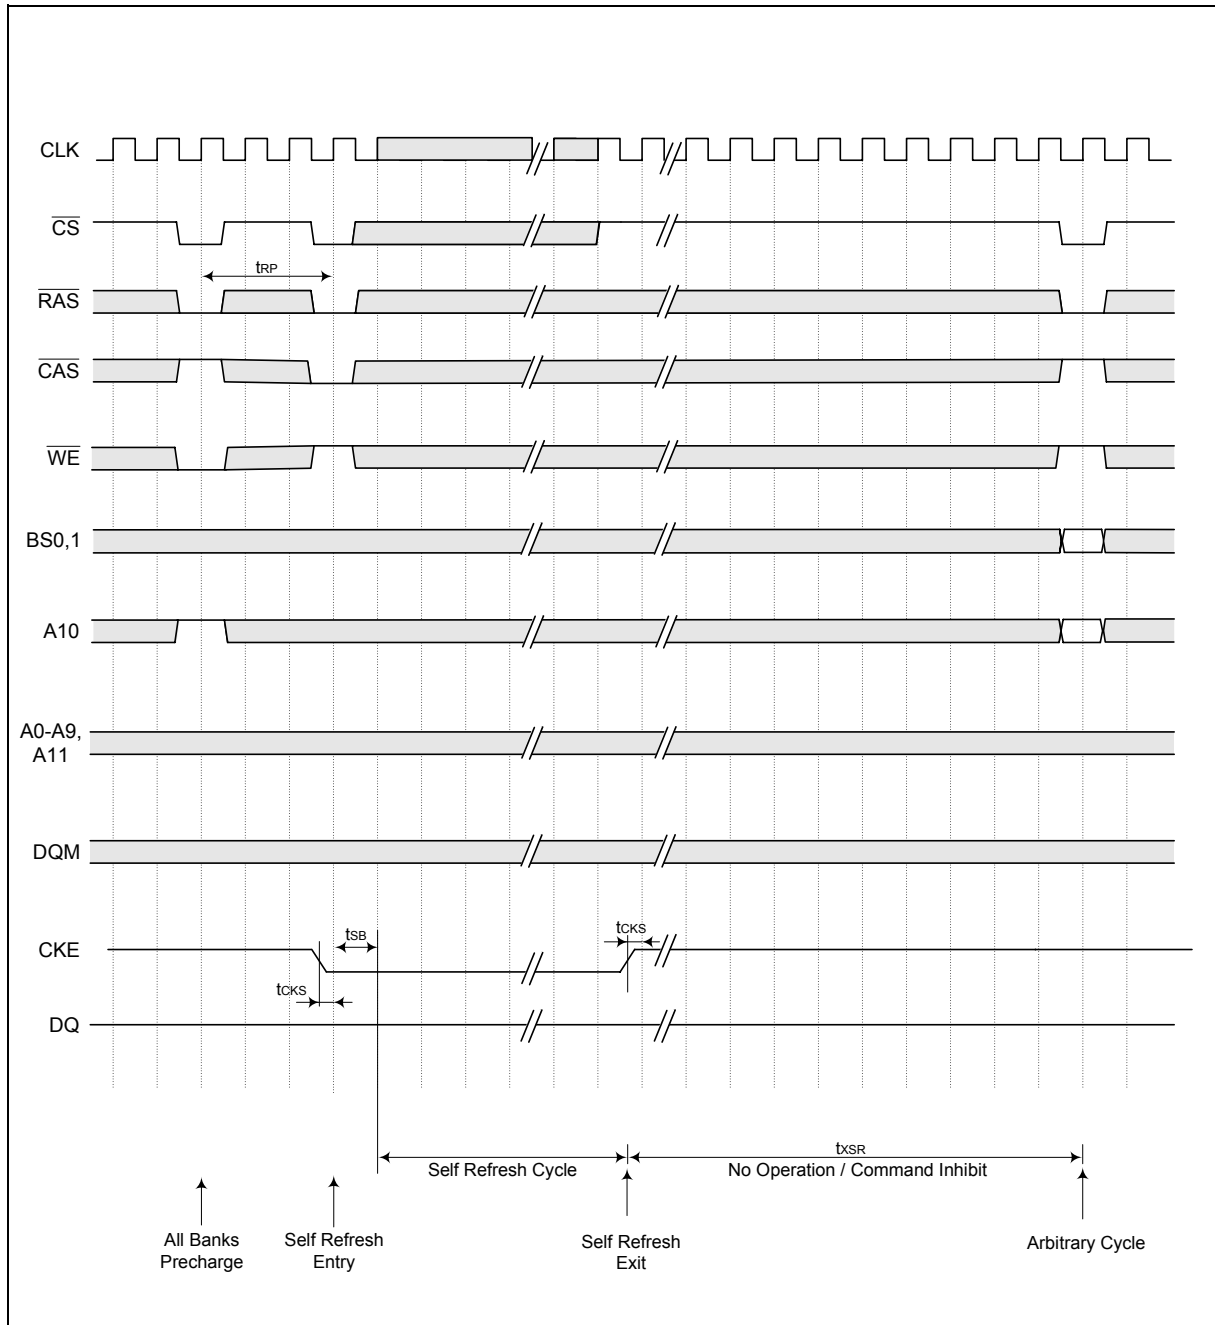 CLK
CS
tRP
RAS
CAS
WE
BS0,1
A10
A0-A9,
A11
DQM
tCKS
tSB
CKE
tCKS
DQ
tXSR
Self Refresh Cycle
No Operation / Command Inhibit
All Banks
Precharge
Self Refresh
Entry
Self Refresh
Exit
Arbitrary Cycle